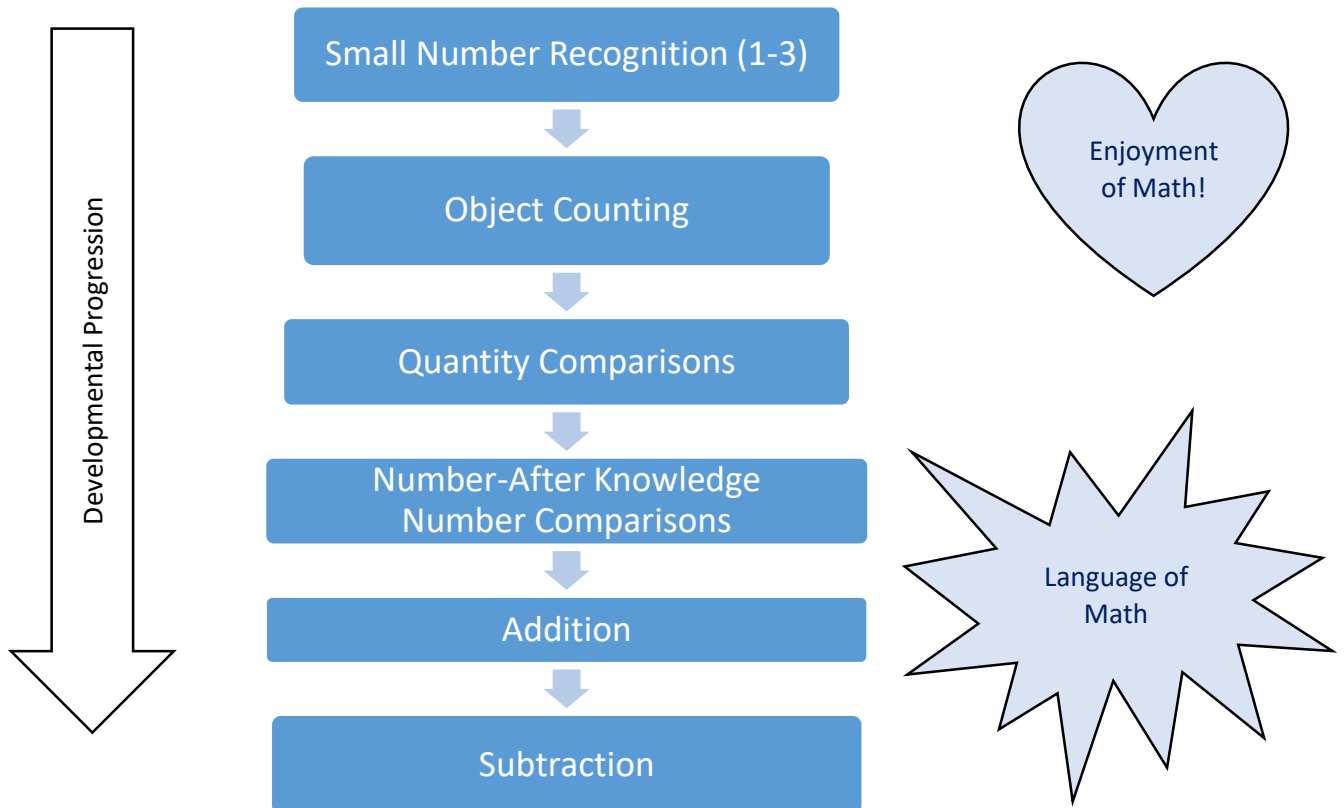 Developmental Progression
Small Number Recognition (1-3)
Object Counting
Quantity Comparisons
Number-After Knowledge
Number Comparisons
Addition
Subtraction
Enjoyment
of Math!
Language of
Math